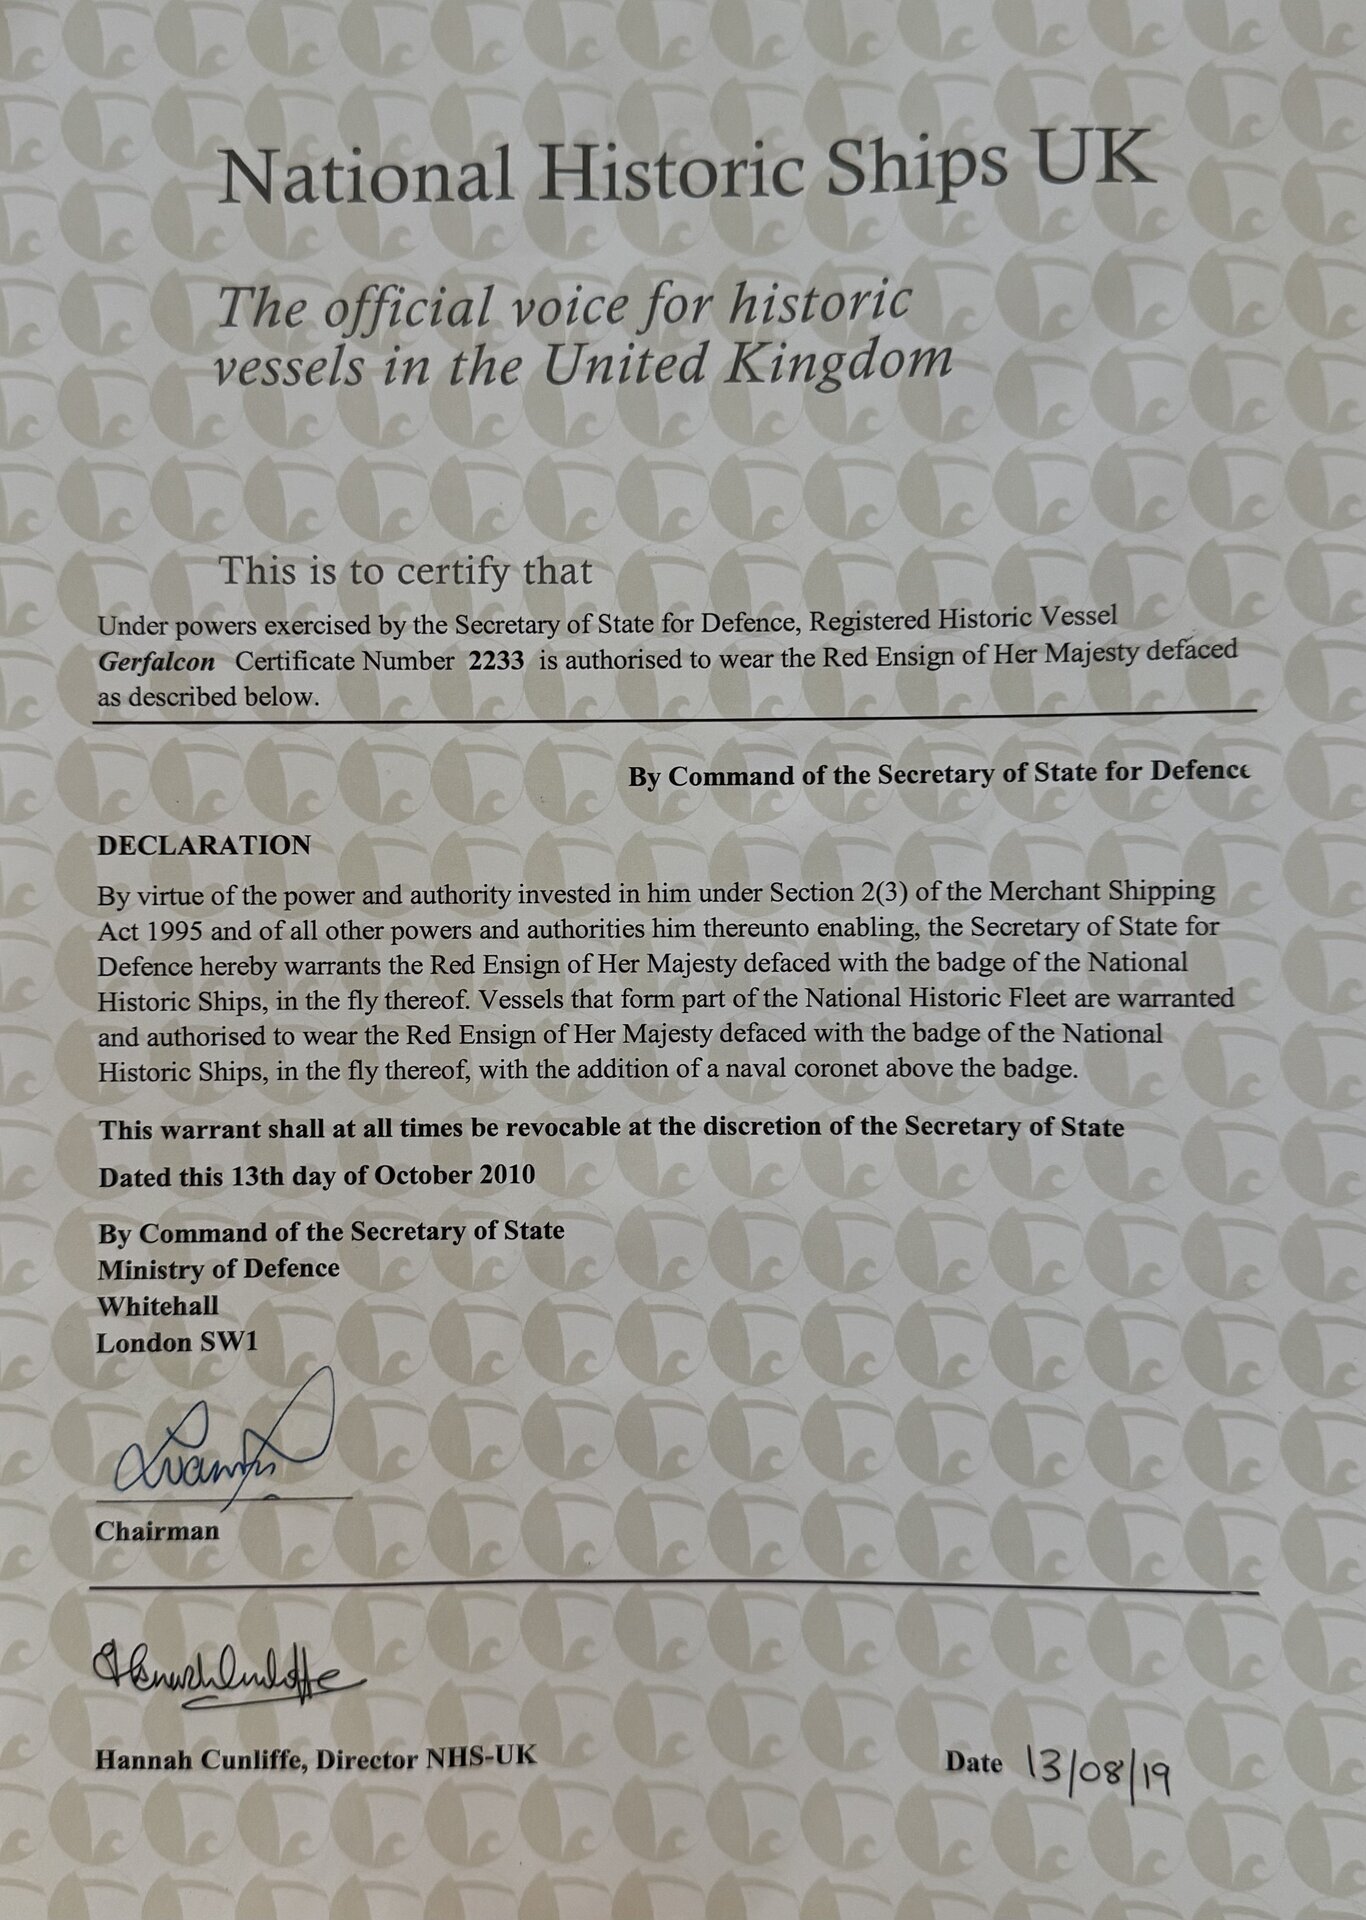 National Historic Ships UK
The official voice for historic
vessels in the United Kingdom
This is to certify that
Under powers exercised by the Secretary of State for Defence, Registered Historic Vessel
Gerfalcon Certificate Number 2233 is authorised to wear the Red Ensign of Her Majesty defaced
as described below.
By Command of the Secretary of State for Defence
DECLARATION
By virtue of the power and authority invested in him under Section 2(3) of the Merchant Shipping
Act 1995 and of all other powers and authorities him thereunto enabling, the Secretary of State for
Defence hereby warrants the Red Ensign of Her Majesty defaced with the badge of the National
Historic Ships, in the fly thereof. Vessels that form part of the National Historic Fleet are warranted
and authorised to wear the Red Ensign of Her Majesty defaced with the badge of the National
Historic Ships, in the fly thereof, with the addition of a naval coronet above the badge.
This warrant shall at all times be revocable at the discretion of the Secretary of State
Dated this 13th day of October 2010
By Command of the Secretary of State
Ministry of Defence
Whitehall
London SW1
Chairman
Hannah Cunliffe
Hannah Cunliffe, Director NHS-UK
Date 13/08/19